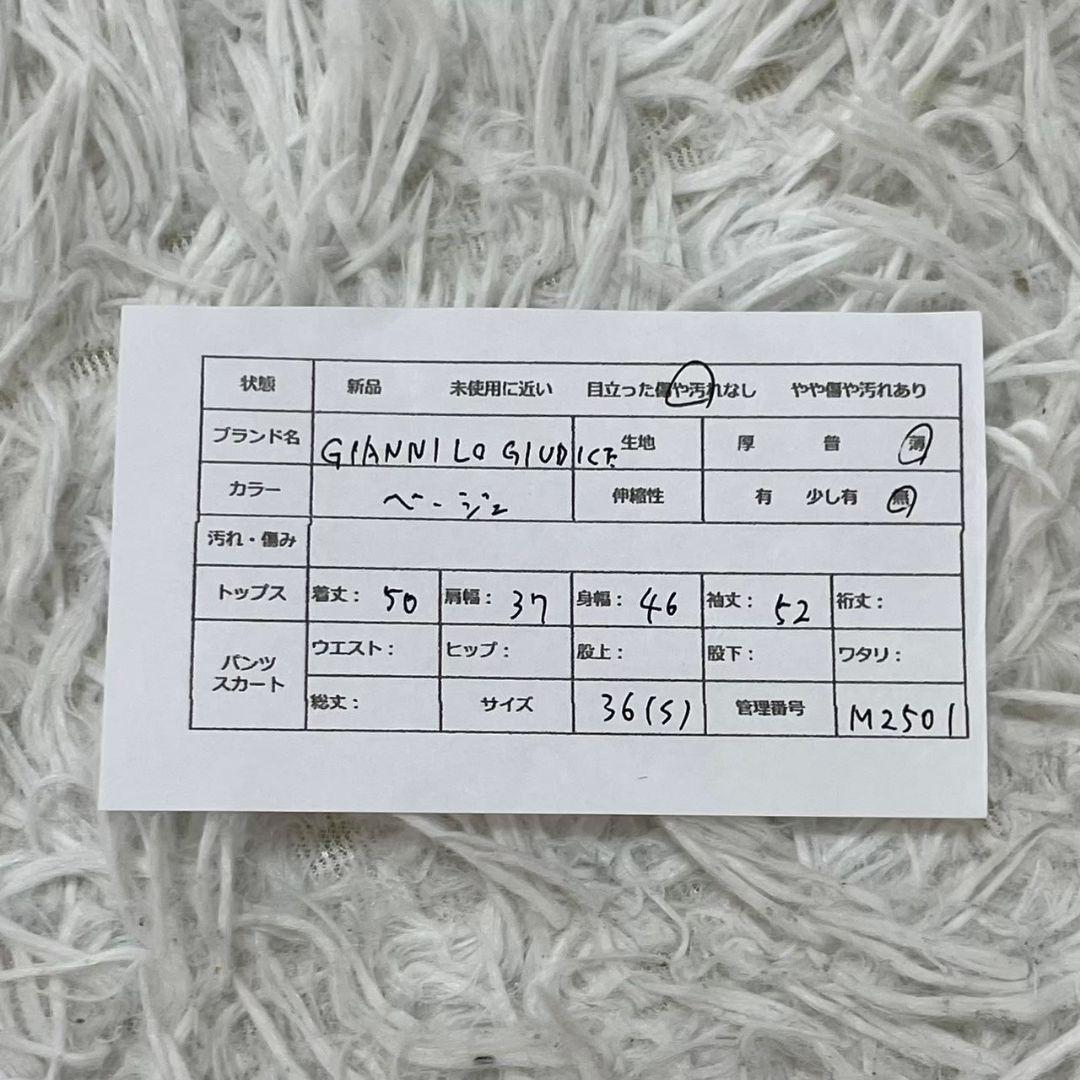 状態 新品 未使用に近い 目立った傷や汚れなし やや傷や汚れあり
ブランド名 GIANNI LO GIUDICE 生地 厚 普 薄
カラー ベージュ 伸縮性 有 少し有 無
汚れ・傷み
トップス 着丈： 50 肩幅： 37 身幅： 46 袖丈： 52 裄丈：
パンツ スカート ウエスト： ヒップ： 股上： 股下： ワタリ：
総丈： サイズ 36(S) 管理番号 M2501